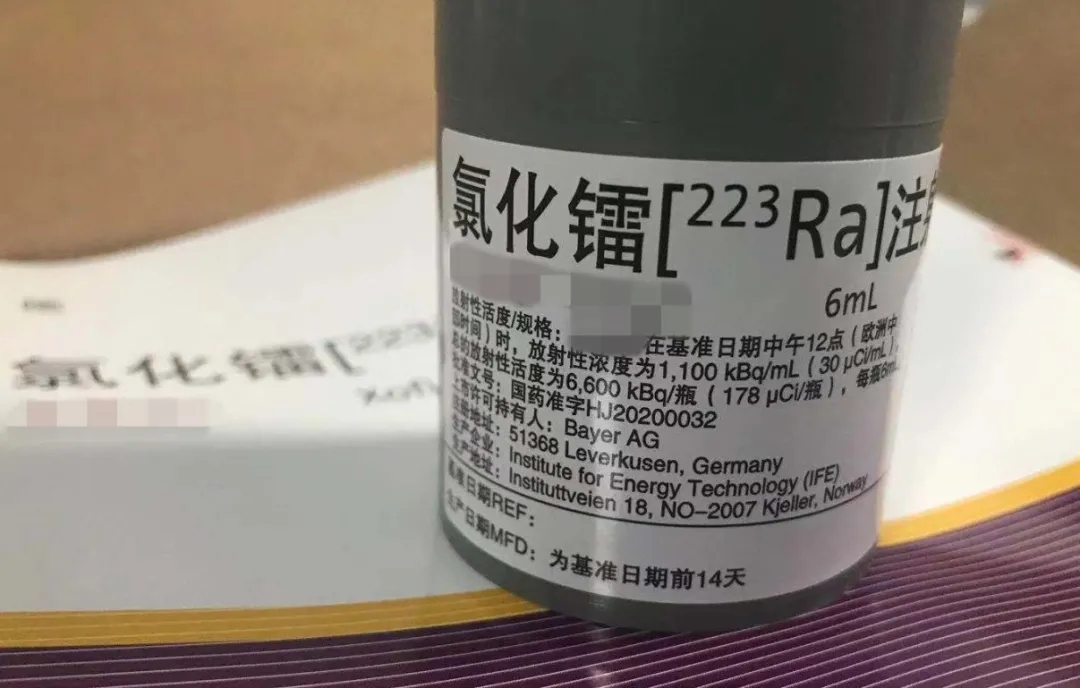 氯化镭[²²³Ra]注
6mL
放射性活度/规格：
在基准日期中午12点（欧洲中
时间）时，放射性浓度为1,100 kBq/mL（30 μCi/mL），
总的放射性活度为6,600 kBq/瓶（178 μCi/瓶），每瓶6mL
批准文号：国药准字HJ20200032
上市许可持有人：Bayer AG
注册地址：51368 Leverkusen, Germany
生产企业：Institute for Energy Technology (IFE)
生产地址：Instituttveien 18, NO–2007 Kjeller, Norway
基准日期REF：
生产日期MFD：为基准日期前14天
氯化镭[²²³
Xofi